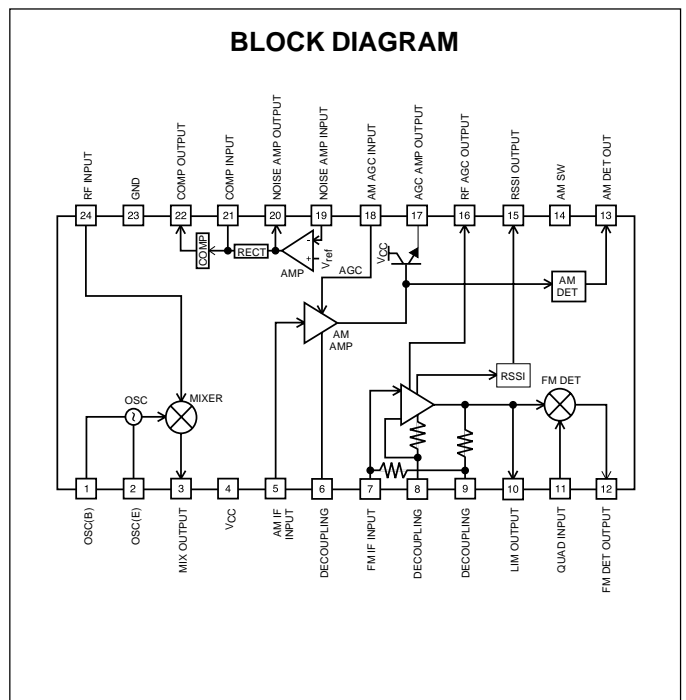 BLOCK DIAGRAM
RF INPUT
GND
COMP OUTPUT
COMP INPUT
NOISE AMP OUTPUT
NOISE AMP INPUT
AM AGC INPUT
AGC AMP OUTPUT
RF AGC OUTPUT
RSSI OUTPUT
AM SW
AM DET OUT
24
23
22
21
20
19
18
17
16
15
14
13
COMP
RECT
-
+
AMP
Vref
AGC
VCC
AM
AMP
AM
DET
RSSI
FM DET
OSC
MIXER
1
2
3
4
5
6
7
8
9
10
11
12
OSC(B)
OSC(E)
MIX OUTPUT
VCC
AM IF
INPUT
DECOUPLING
FM IF INPUT
DECOUPLING
DECOUPLING
LIM OUTPUT
QUAD INPUT
FM DET OUTPUT